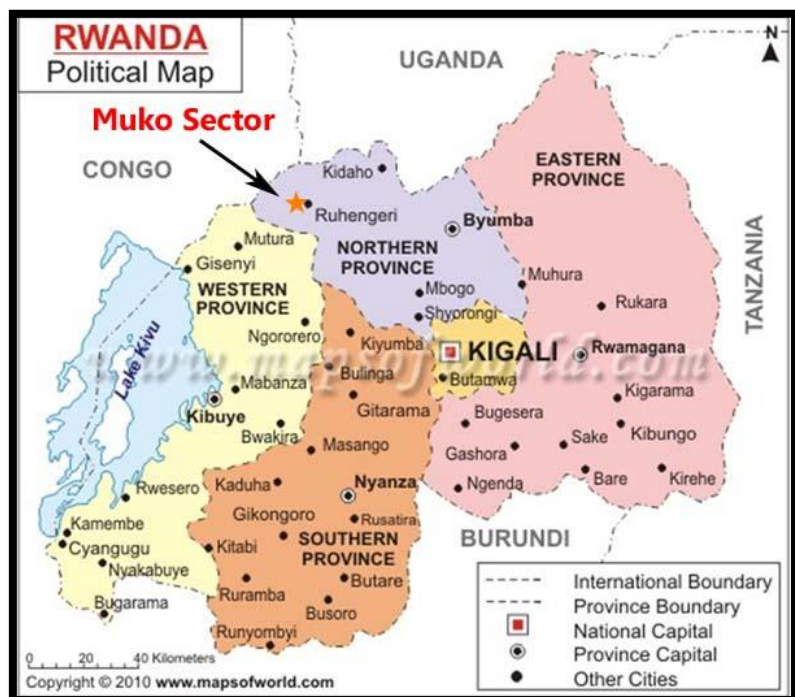 RWANDA
Political Map
N
UGANDA
Muko Sector
CONGO
EASTERN
PROVINCE
Kidaho
Ruhengeri
Byumba
NORTHERN
PROVINCE
Mutura
Gisenyi
WESTERN
PROVINCE
Muhura
Mbogo
Shyorongi
Rukara
TANZANIA
Lake Kivu
Ngororero
Kiyumba
KIGALI
Rwamagana
www.mapsofworld.com
Bulinga
Butamwa
Mabanza
Gitarama
Kibuye
Kigarama
Bwakira
Bugesera
Masango
Sake
Kibungo
Gashora
Rwesero
Kaduha
Nyanza
Ngenda
Bare
Kirehe
Gikongoro
Rusatira
Kamembe
SOUTHERN
PROVINCE
BURUNDI
Cyangugu
Kitabi
Nyakabuye
Ruramba
Butare
Bugarama
Busoro
Runyombyi
International Boundary
Province Boundary
National Capital
Province Capital
Other Cities
0 20 40 Kilometers
Copyright © 2010 www.mapsofworld.com